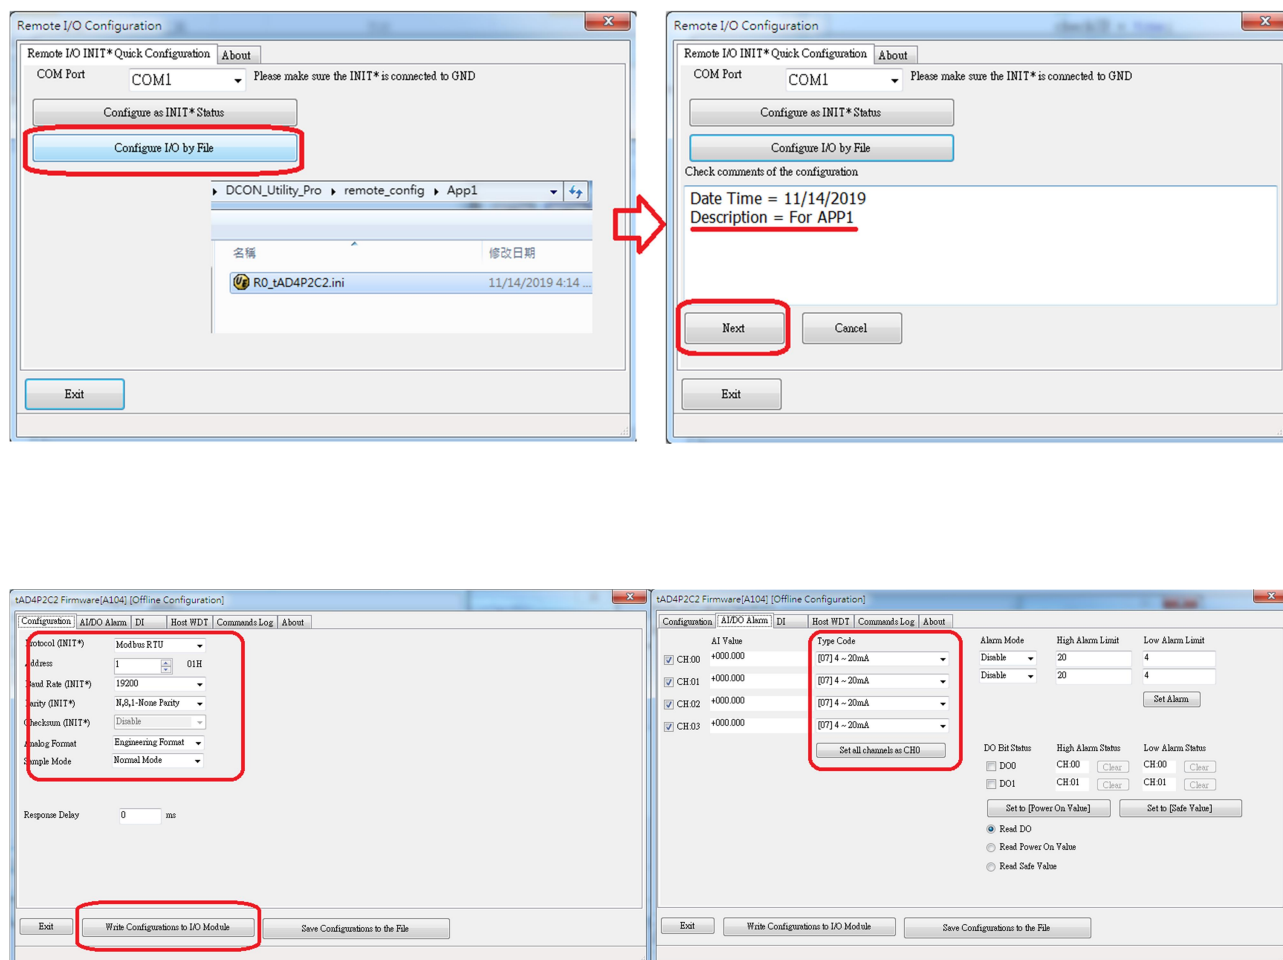 Remote I/O Configuration
Remote I/O INIT* Quick Configuration
About
COM Port
COM1
Please make sure the INIT* is connected to GND
Configure as INIT* Status
Configure I/O by File
DCON_Utility_Pro
remote_config
App1
名稱
修改日期
R0_tAD4P2C2.ini
11/14/2019 4:14 ...
Exit
Remote I/O Configuration
Remote I/O INIT* Quick Configuration
About
COM Port
COM1
Please make sure the INIT* is connected to GND
Configure as INIT* Status
Configure I/O by File
Check comments of the configuration
Date Time = 11/14/2019
Description = For APP1
Next
Cancel
Exit
tAD4P2C2 Firmware[A104] [Offline Configuration]
Configuration
AI/DO Alarm
DI
Host WDT
Commands Log
About
Protocol (INIT*)
Modbus RTU
Address
1
01H
Baud Rate (INIT*)
19200
Parity (INIT*)
N,8,1-None Parity
Checksum (INIT*)
Disable
Analog Format
Engineering Format
Sample Mode
Normal Mode
Response Delay
0
ms
Exit
Write Configurations to I/O Module
Save Configurations to the File
tAD4P2C2 Firmware[A104] [Offline Configuration]
Configuration
AI/DO Alarm
DI
Host WDT
Commands Log
About
AI Value
Type Code
CH:00
+000.000
[07] 4 ~ 20mA
CH:01
+000.000
[07] 4 ~ 20mA
CH:02
+000.000
[07] 4 ~ 20mA
CH:03
+000.000
[07] 4 ~ 20mA
Set all channels as CH0
Alarm Mode
High Alarm Limit
Low Alarm Limit
Disable
20
4
Disable
20
4
Set Alarm
DO Bit Status
High Alarm Status
Low Alarm Status
DO0
CH:00
Clear
CH:00
Clear
DO1
CH:01
Clear
CH:01
Clear
Set to [Power On Value]
Set to [Safe Value]
Read DO
Read Power On Value
Read Safe Value
Exit
Write Configurations to I/O Module
Save Configurations to the File